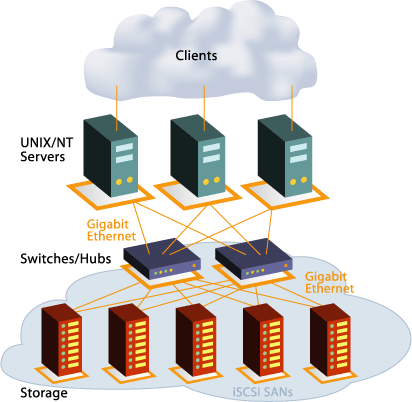 Clients
UNIX/NT
Servers
Gigabit
Ethernet
Switches/Hubs
Gigabit
Ethernet
Storage
iSCSI SANs